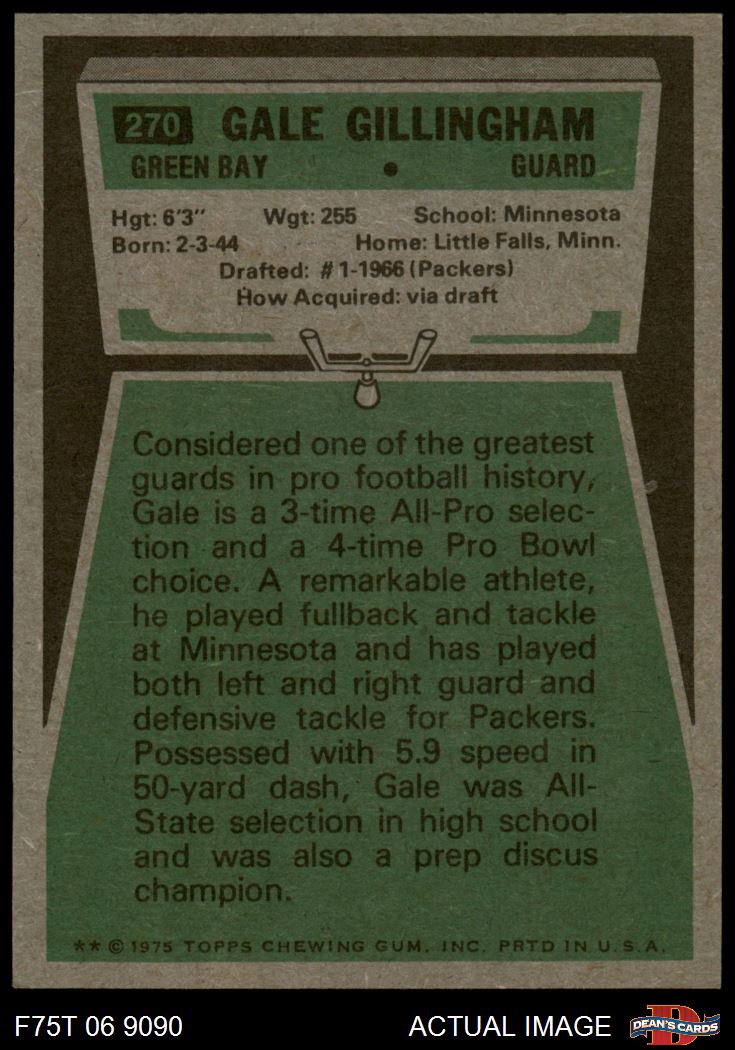 270 GALE GILLINGHAM
GREEN BAY • GUARD
Hgt: 6'3" Wgt: 255 School: Minnesota
Born: 2-3-44 Home: Little Falls, Minn.
Drafted: #1-1966 (Packers)
How Acquired: via draft
Considered one of the greatest
guards in pro football history,
Gale is a 3-time All-Pro selec-
tion and a 4-time Pro Bowl
choice. A remarkable athlete,
he played fullback and tackle
at Minnesota and has played
both left and right guard and
defensive tackle for Packers.
Possessed with 5.9 speed in
50-yard dash, Gale was All-
State selection in high school
and was also a prep discus
champion.
** © 1975 TOPPS CHEWING GUM, INC. PRTD IN U.S.A.
F75T 06 9090 ACTUAL IMAGE DEAN'S CARDS